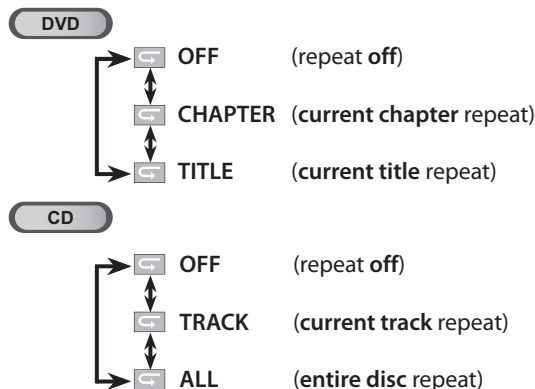 DVD
OFF (repeat off)
CHAPTER (current chapter repeat)
TITLE (current title repeat)
CD
OFF (repeat off)
TRACK (current track repeat)
ALL (entire disc repeat)